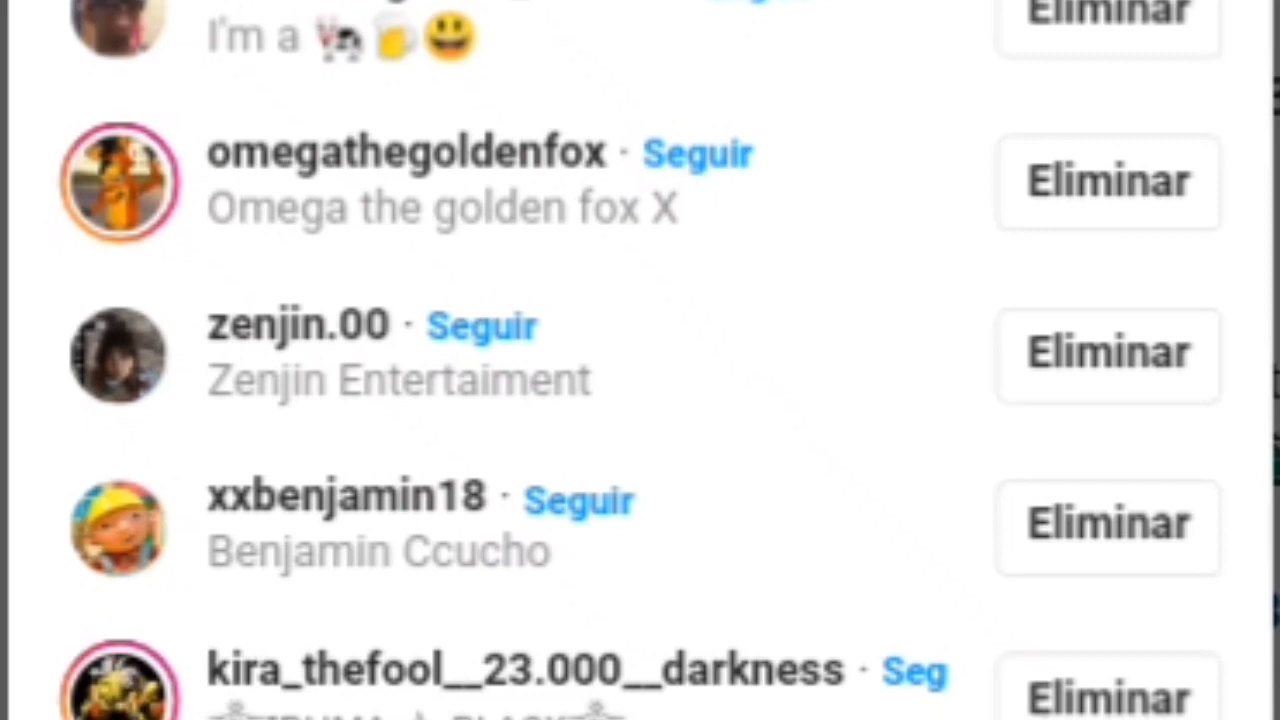 Eliminar
I'm a 🐄🍺😃
omegathegoldenfox · Seguir
Omega the golden fox X
Eliminar
zenjin.00 · Seguir
Zenjin Entertaiment
Eliminar
xxbenjamin18 · Seguir
Benjamin Ccucho
Eliminar
kira_thefool__23.000__darkness · Seg
Eliminar